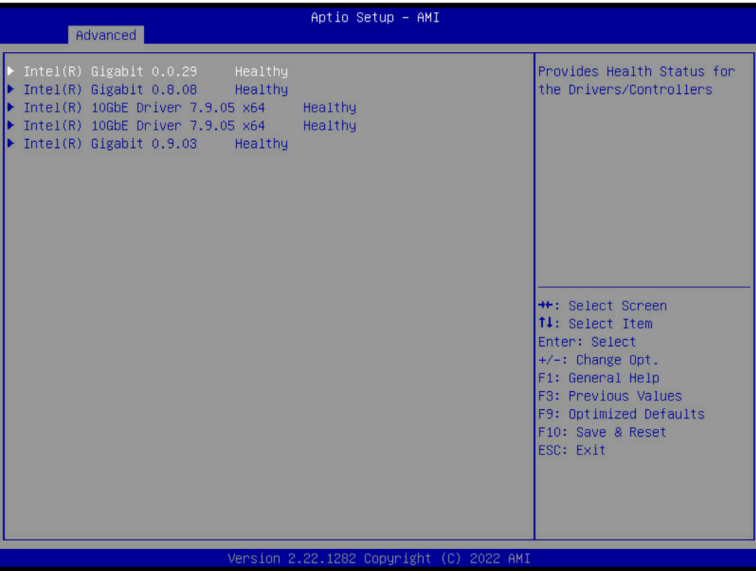 Aptio Setup – AMI
Advanced
Intel(R) Gigabit 0.0.29 Healthy
Intel(R) Gigabit 0.8.08 Healthy
Intel(R) 10GbE Driver 7.9.05 x64 Healthy
Intel(R) 10GbE Driver 7.9.05 x64 Healthy
Intel(R) Gigabit 0.9.03 Healthy
Provides Health Status for
the Drivers/Controllers
→←: Select Screen
↑↓: Select Item
Enter: Select
+/-: Change Opt.
F1: General Help
F3: Previous Values
F9: Optimized Defaults
F10: Save & Reset
ESC: Exit
Version 2.22.1282 Copyright (C) 2022 AMI